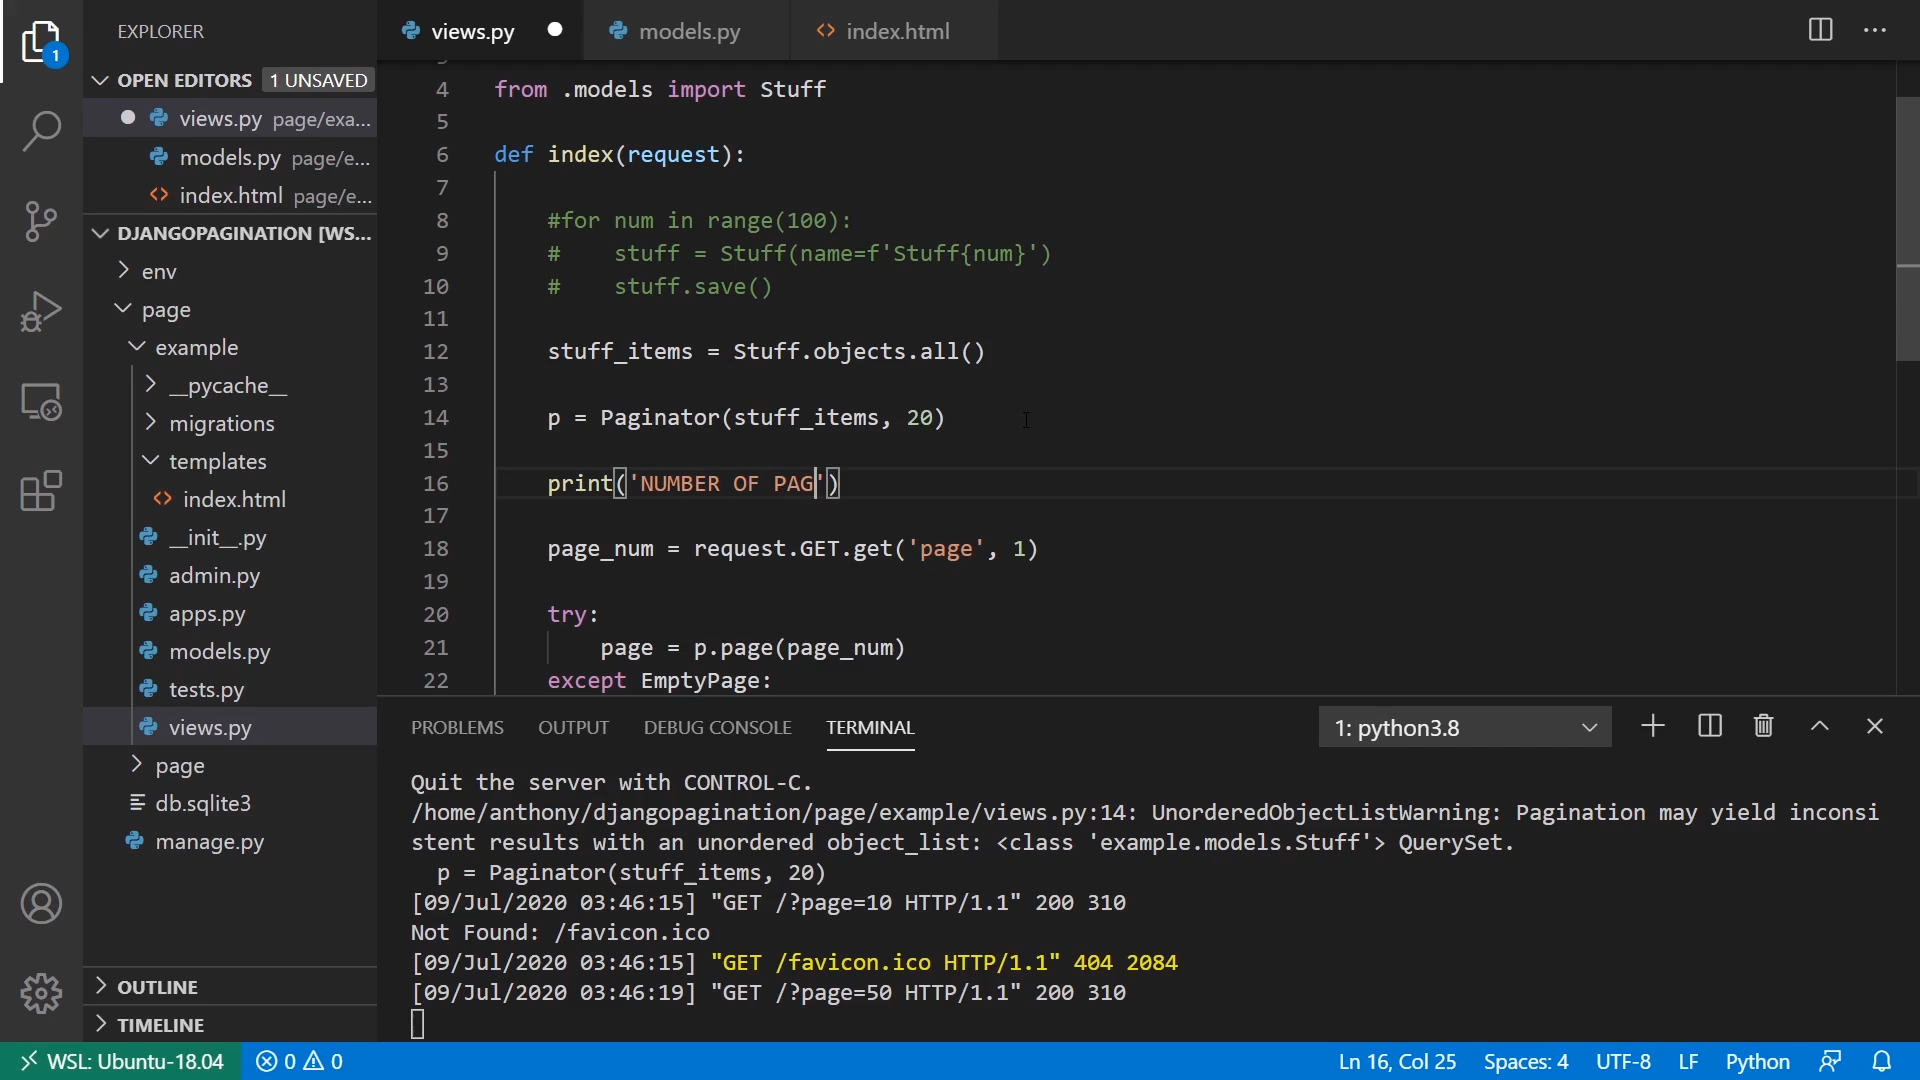 EXPLORER
OPEN EDITORS 1 UNSAVED
views.py page/exa...
models.py page/e...
index.html page/e...
DJANGOPAGINATION [WS...
env
page
example
__pycache__
migrations
templates
index.html
__init__.py
admin.py
apps.py
models.py
tests.py
views.py
page
db.sqlite3
manage.py
OUTLINE
TIMELINE
1
views.py
models.py
index.html
4 from .models import Stuff
5
6 def index(request):
7
8 #for num in range(100):
9 #    stuff = Stuff(name=f'Stuff{num}')
10 #    stuff.save()
11
12 stuff_items = Stuff.objects.all()
13
14 p = Paginator(stuff_items, 20)
15
16 print('NUMBER OF PAG')
17
18 page_num = request.GET.get('page', 1)
19
20 try:
21 page = p.page(page_num)
22 except EmptyPage:
PROBLEMS OUTPUT DEBUG CONSOLE TERMINAL 1: python3.8
Quit the server with CONTROL-C.
/home/anthony/djangopagination/page/example/views.py:14: UnorderedObjectListWarning: Pagination may yield inconsi
stent results with an unordered object_list: <class 'example.models.Stuff'> QuerySet.
p = Paginator(stuff_items, 20)
[09/Jul/2020 03:46:15] "GET /?page=10 HTTP/1.1" 200 310
Not Found: /favicon.ico
[09/Jul/2020 03:46:15] "GET /favicon.ico HTTP/1.1" 404 2084
[09/Jul/2020 03:46:19] "GET /?page=50 HTTP/1.1" 200 310
WSL: Ubuntu-18.04 0 0 Ln 16, Col 25 Spaces: 4 UTF-8 LF Python